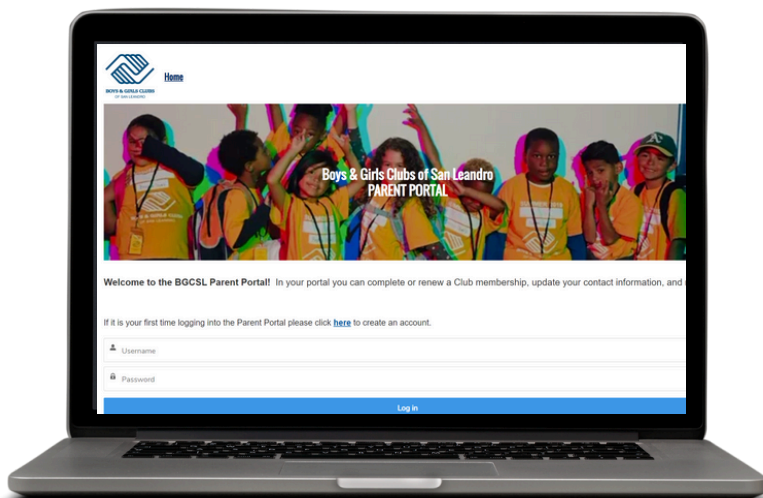 Home
BOYS & GIRLS CLUBS
OF SAN LEANDRO
Boys & Girls Clubs of San Leandro
PARENT PORTAL
Welcome to the BGCSL Parent Portal! In your portal you can complete or renew a Club membership, update your contact information, and
If it is your first time logging into the Parent Portal please click here to create an account.
Username
Password
Log in